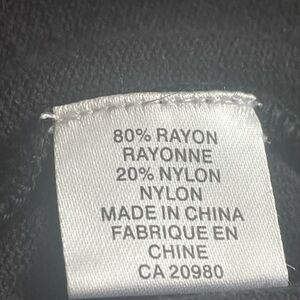 80% RAYON
RAYONNE
20% NYLON
NYLON
MADE IN CHINA
FABRIQUE EN
CHINE
CA 20980